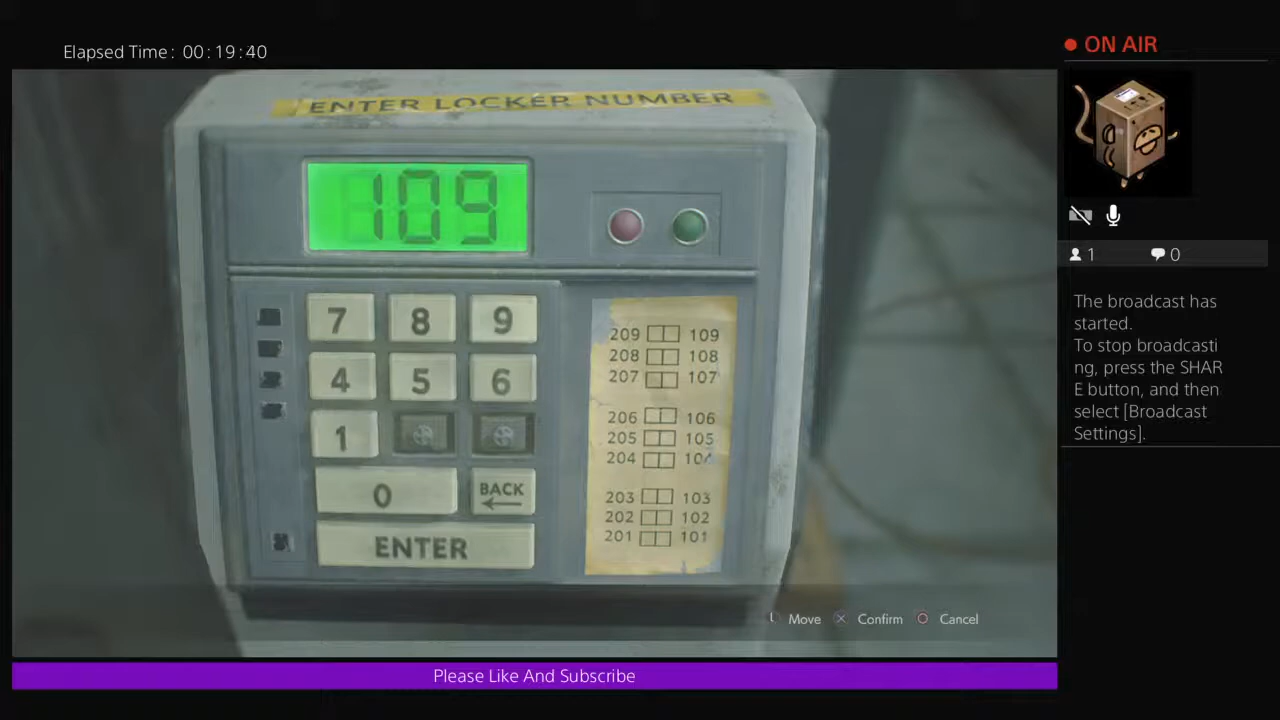 Elapsed Time: 00:19:40
ON AIR
ENTER LOCKER NUMBER
109
1
0
7 8 9
4 5 6
1
0 BACK
ENTER
209 109
208 108
207 107
206 106
205 105
204 104
203 103
202 102
201 101
The broadcast has
started.
To stop broadcasti
ng, press the SHAR
E button, and then
select [Broadcast
Settings].
Move Confirm Cancel
Please Like And Subscribe